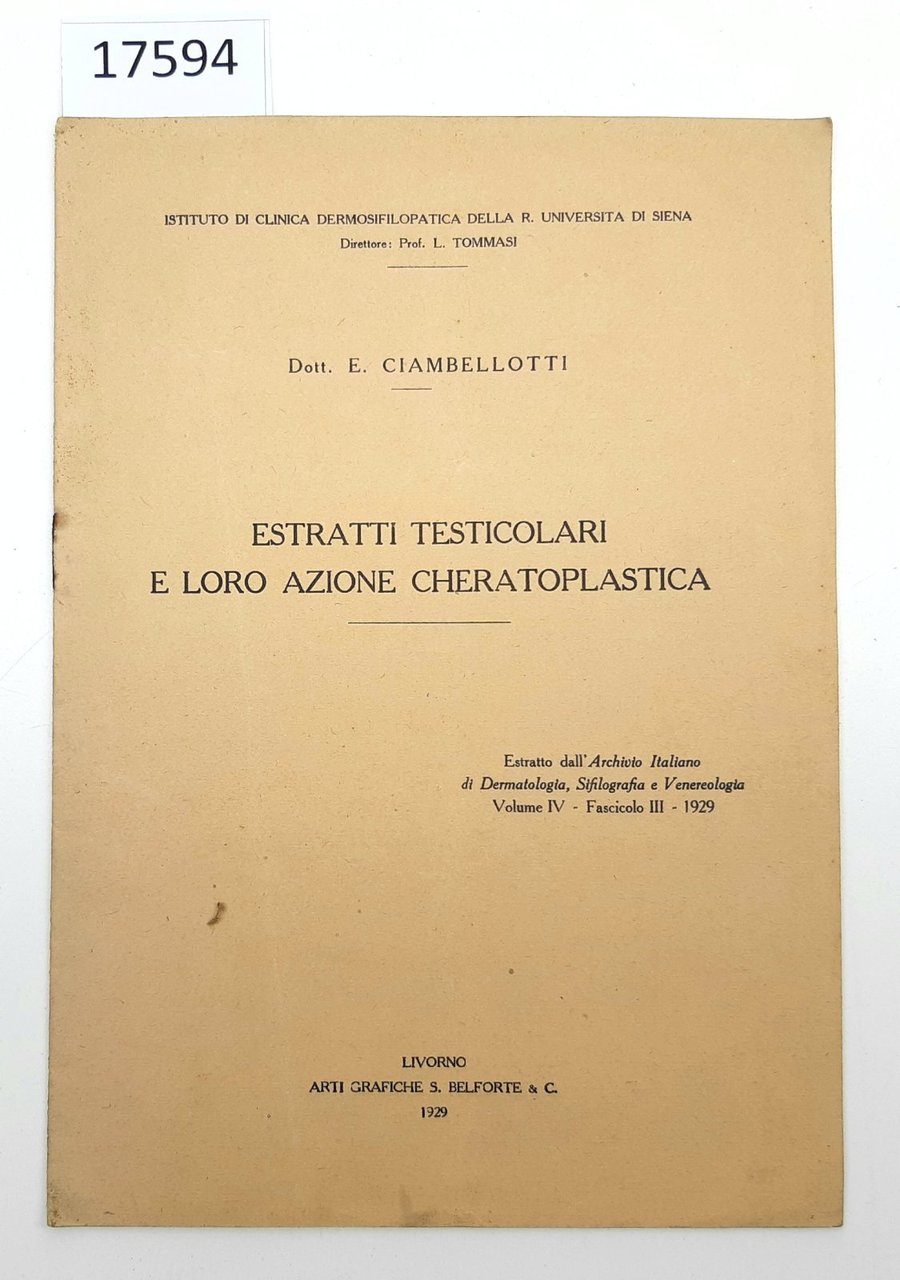 17594
ISTITUTO DI CLINICA DERMOSIFILOPATICA DELLA R. UNIVERSITA DI SIENA
Direttore: Prof. L. TOMMASI
Dott. E. CIAMBELLOTTI
ESTRATTI TESTICOLARI
E LORO AZIONE CHERATOPLASTICA
Estratto dall'Archivio Italiano
di Dermatologia, Sifilografia e Venereologia
Volume IV - Fascicolo III - 1929
LIVORNO
ARTI GRAFICHE S. BELFORTE & C.
1929